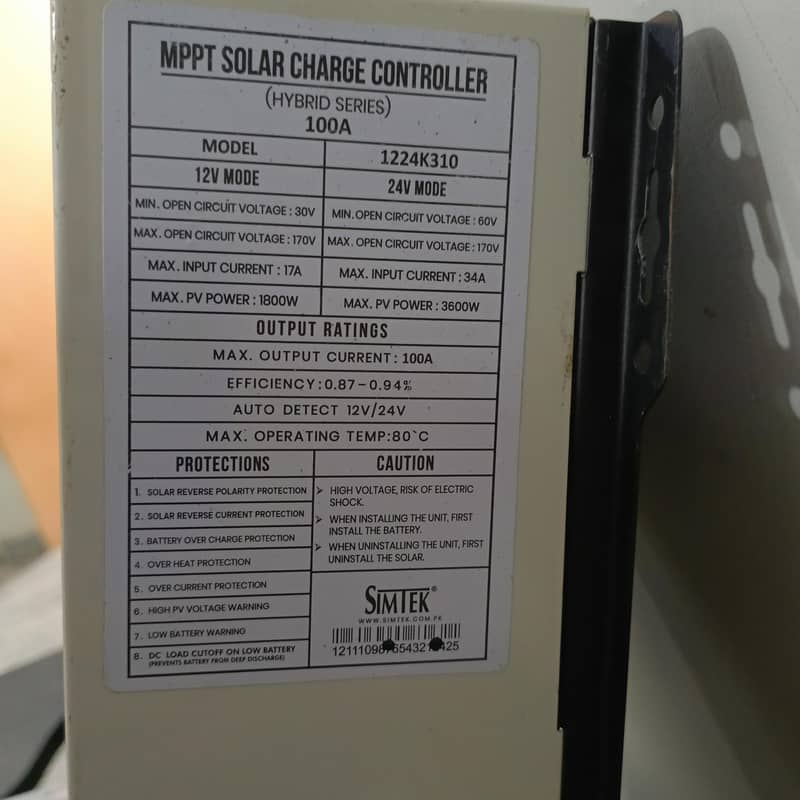 MPPT SOLAR CHARGE CONTROLLER
(HYBRID SERIES)
100A
MODEL 1224K310
12V MODE 24V MODE
MIN. OPEN CIRCUIT VOLTAGE : 30V MIN. OPEN CIRCUIT VOLTAGE : 60V
MAX. OPEN CIRCUIT VOLTAGE : 170V MAX. OPEN CIRCUIT VOLTAGE : 170V
MAX. INPUT CURRENT : 17A MAX. INPUT CURRENT : 34A
MAX. PV POWER : 1800W MAX. PV POWER : 3600W
OUTPUT RATINGS
MAX. OUTPUT CURRENT : 100A
EFFICIENCY : 0.87 – 0.94%
AUTO DETECT 12V/24V
MAX. OPERATING TEMP:80`C
PROTECTIONS
1. SOLAR REVERSE POLARITY PROTECTION
2. SOLAR REVERSE CURRENT PROTECTION
3. BATTERY OVER CHARGE PROTECTION
4. OVER HEAT PROTECTION
5. OVER CURRENT PROTECTION
6. HIGH PV VOLTAGE WARNING
7. LOW BATTERY WARNING
8. DC LOAD CUTOFF ON LOW BATTERY
(PREVENTS BATTERY FROM DEEP DISCHARGE)
CAUTION
➤ HIGH VOLTAGE, RISK OF ELECTRIC
SHOCK.
➤ WHEN INSTALLING THE UNIT, FIRST
INSTALL THE BATTERY.
➤ WHEN UNINSTALLING THE UNIT, FIRST
UNINSTALL THE SOLAR.
SIMTEK®
WWW.SIMTEK.COM.PK